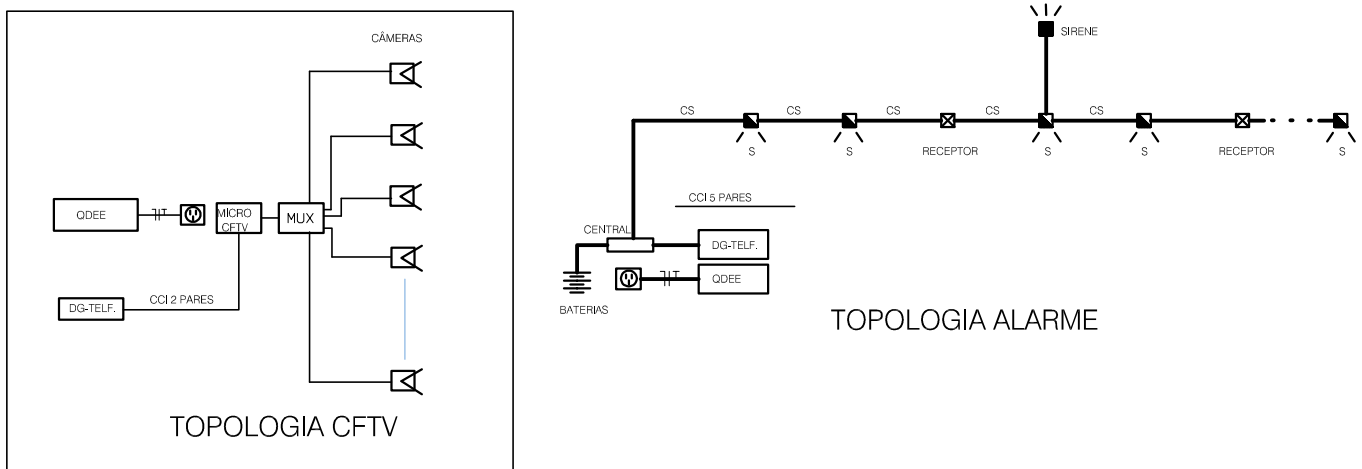 CÂMERAS
QDEE
MÍCRO
CFTV
MUX
DG-TELF.
CCI 2 PARES
TOPOLOGIA CFTV
SIRENE
CS
CS
CS
CS
CS
S
S
RECEPTOR
S
S
RECEPTOR
S
CCI 5 PARES
CENTRAL
DG-TELF.
QDEE
BATERIAS
TOPOLOGIA ALARME